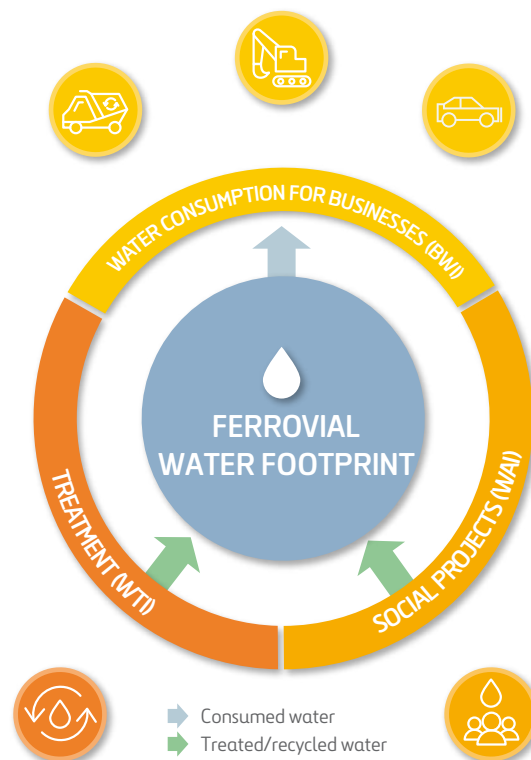 WATER CONSUMPTION FOR BUSINESSES (BWI)
FERROVIAL
WATER FOOTPRINT
TREATMENT (WTI)
SOCIAL PROJECTS (WAI)
Consumed water
Treated/recycled water